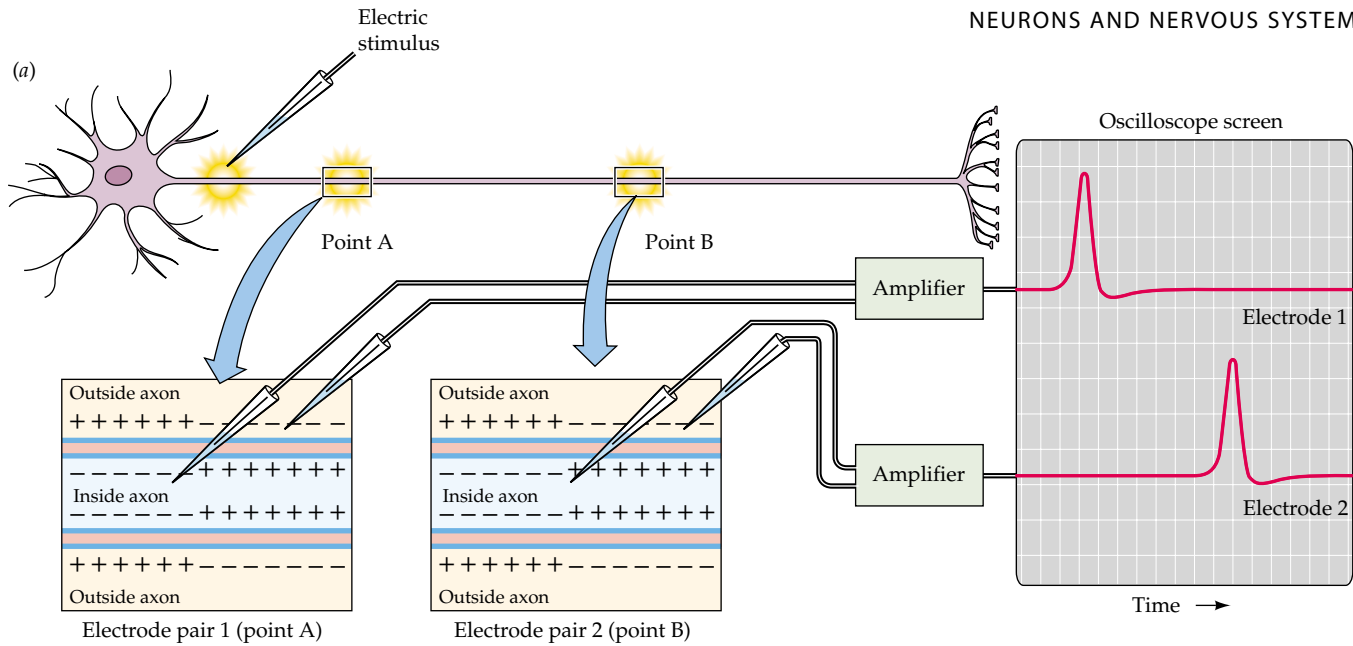 NEURONS AND NERVOUS SYSTEM
Electric
stimulus
(a)
Oscilloscope screen
Point A
Point B
Amplifier
Electrode 1
Outside axon
++++++ – – – – – – –
– – – – – – +++++++
Inside axon
– – – – – – +++++++
++++++ – – – – – – –
Outside axon
Electrode pair 1 (point A)
Outside axon
++++++ – – – – – – –
– – – – – – +++++++
Inside axon
– – – – – – +++++++
++++++ – – – – – – –
Outside axon
Electrode pair 2 (point B)
Amplifier
Electrode 2
Time →